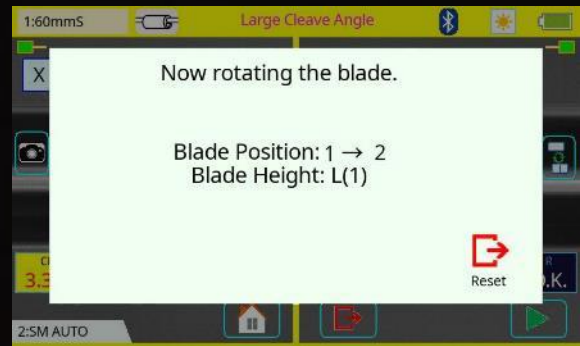 1:60mmS
Large Cleave Angle
X
Now rotating the blade.
Blade Position: 1 → 2
Blade Height: L(1)
3.3
Reset
.K.
2:SM AUTO